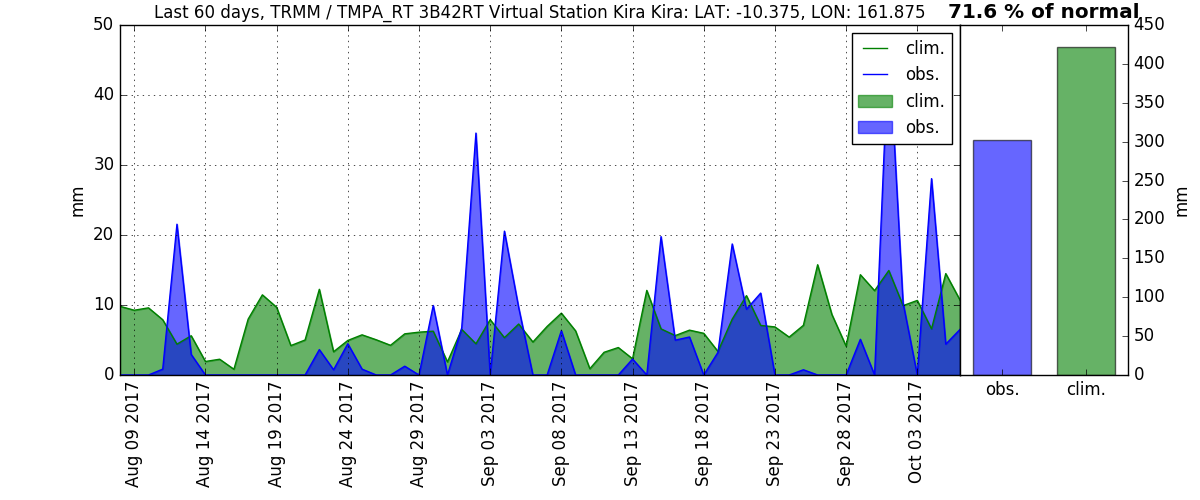 Last 60 days, TRMM / TMPA_RT 3B42RT Virtual Station Kira Kira: LAT: -10.375, LON: 161.875
71.6 % of normal
50
40
30
20
10
0
mm
clim.
obs.
clim.
obs.
450
400
350
300
250
200
150
100
50
0
mm
Aug 09 2017
Aug 14 2017
Aug 19 2017
Aug 24 2017
Aug 29 2017
Sep 03 2017
Sep 08 2017
Sep 13 2017
Sep 18 2017
Sep 23 2017
Sep 28 2017
Oct 03 2017
obs.
clim.